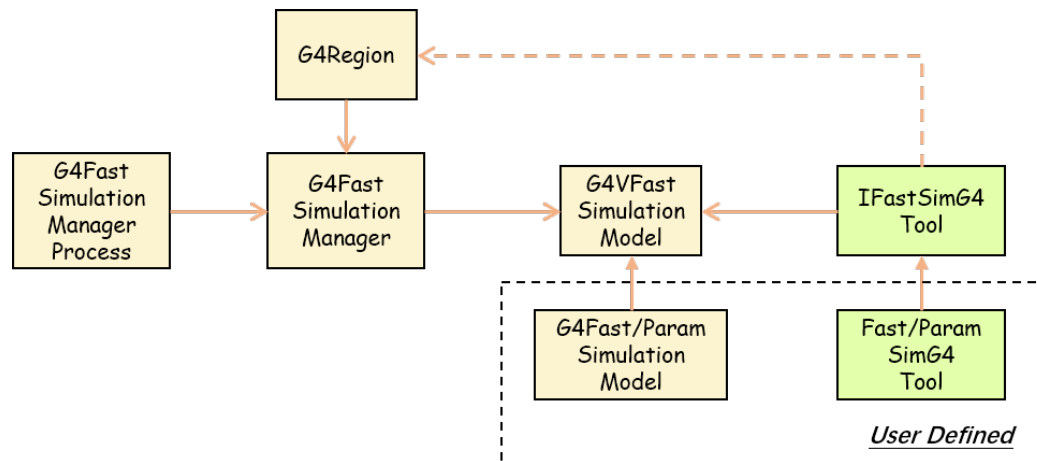 G4Region
G4Fast
Simulation
Manager
Process
G4Fast
Simulation
Manager
G4VFast
Simulation
Model
IFastSimG4
Tool
G4Fast/Param
Simulation
Model
Fast/Param
SimG4
Tool
User Defined